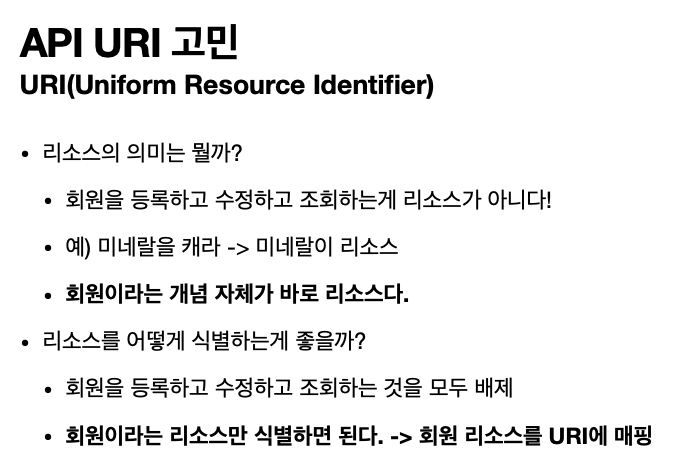 API URI 고민
URI(Uniform Resource Identifier)
• 리소스의 의미는 뭘까?
• 회원을 등록하고 수정하고 조회하는게 리소스가 아니다!
• 예) 미네랄을 캐라 -> 미네랄이 리소스
• 회원이라는 개념 자체가 바로 리소스다.
• 리소스를 어떻게 식별하는게 좋을까?
• 회원을 등록하고 수정하고 조회하는 것을 모두 배제
• 회원이라는 리소스만 식별하면 된다. -> 회원 리소스를 URI에 매핑